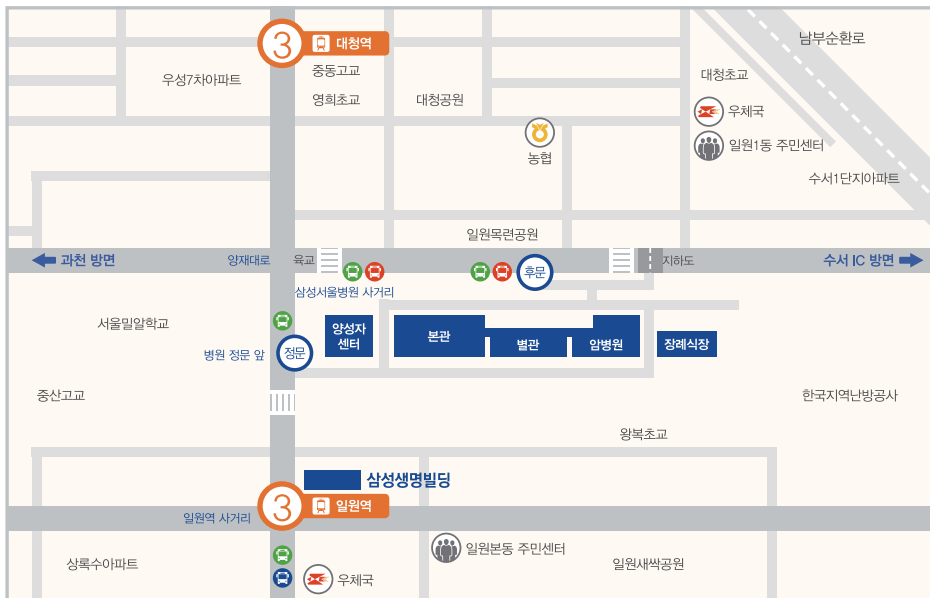 남부순환로
3 대청역
중동고교
영희초교
우성7차아파트
대청공원
대청초교
우체국
일원1동 주민센터
농협
수서1단지아파트
일원목련공원
과천 방면
양재대로
육교
지하도
수서 IC 방면
후문
삼성서울병원 사거리
서울밀알학교
양성자
센터
본관
별관
암병원
장례식장
병원 정문 앞
정문
중산고교
한국지역난방공사
왕복초교
삼성생명빌딩
3 일원역
일원역 사거리
일원본동 주민센터
상록수아파트
일원새싹공원
우체국